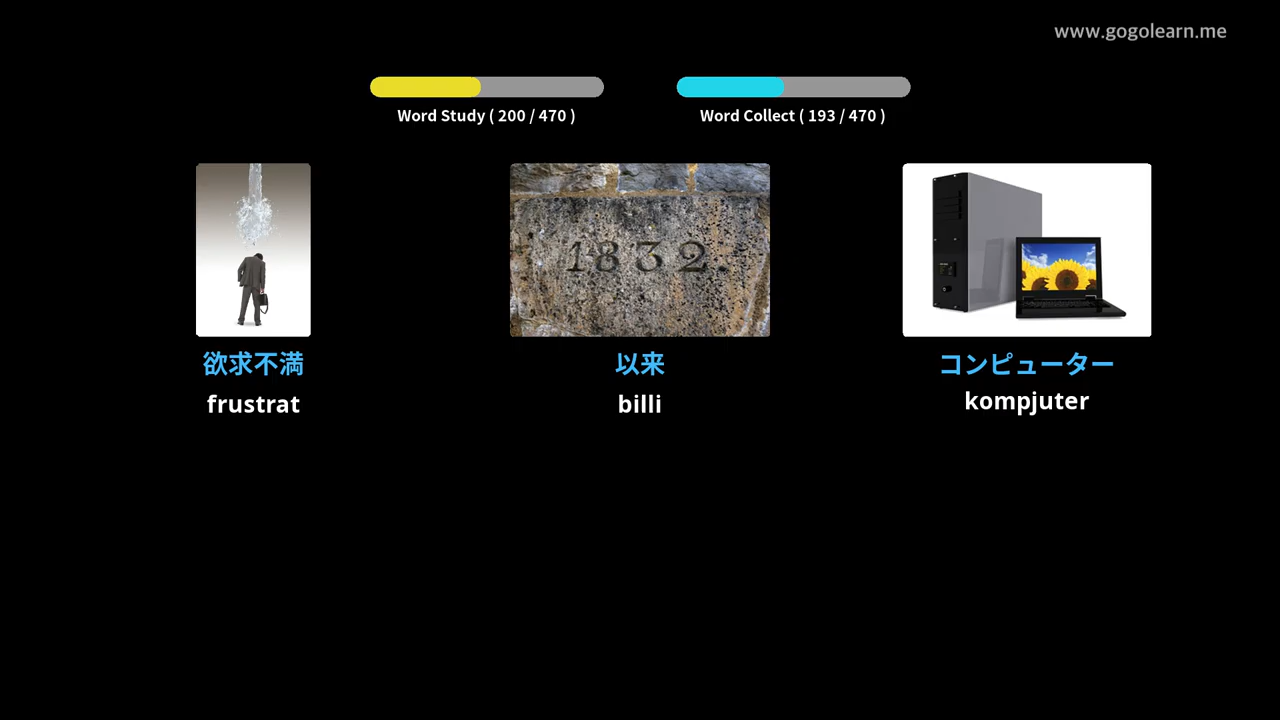 www.gogolearn.me
Word Study ( 200 / 470 )
Word Collect ( 193 / 470 )
1832.
欲求不満
以来
コンピューター
frustrat
billi
kompjuter